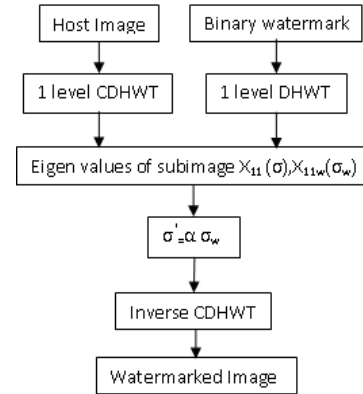 Host Image
Binary watermark
1 level CDHWT
1 level DHWT
Eigen values of subimage X₁₁(σ),X₁₁w(σw)
σ'=α σw
Inverse CDHWT
Watermarked Image